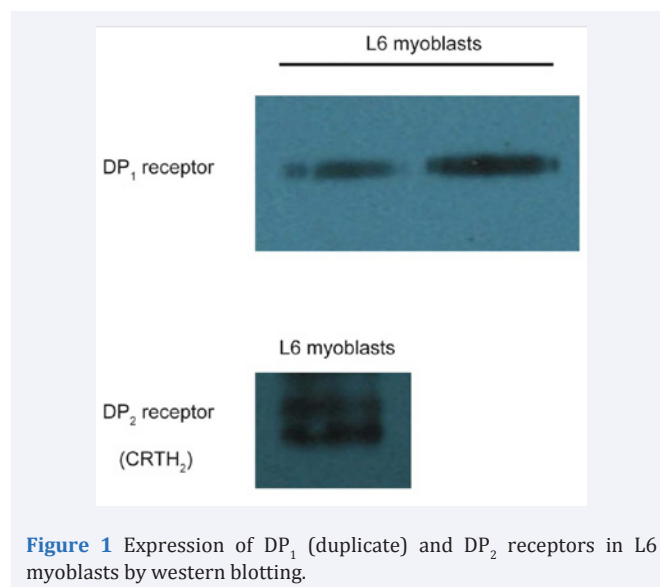 L6 myoblasts
DP₁ receptor
L6 myoblasts
DP₂ receptor
(CRTH₂)
Figure 1 Expression of DP₁ (duplicate) and DP₂ receptors in L6
myoblasts by western blotting.